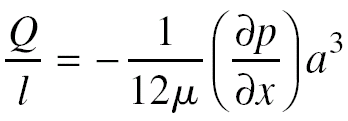 Q/l = -1/12μ (∂p/∂x) a³